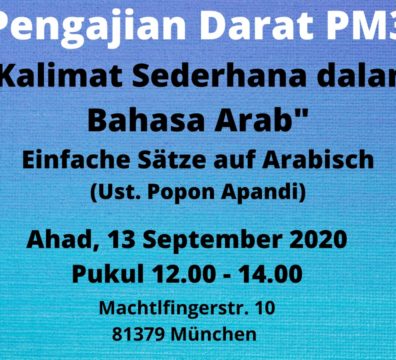 Pengajian Darat PM3
Kalimat Sederhana dalam
Bahasa Arab"
Einfache Sätze auf Arabisch
(Ust. Popon Apandi)
Ahad, 13 September 2020
Pukul 12.00 - 14.00
Machtlfingerstr. 10
81379 München